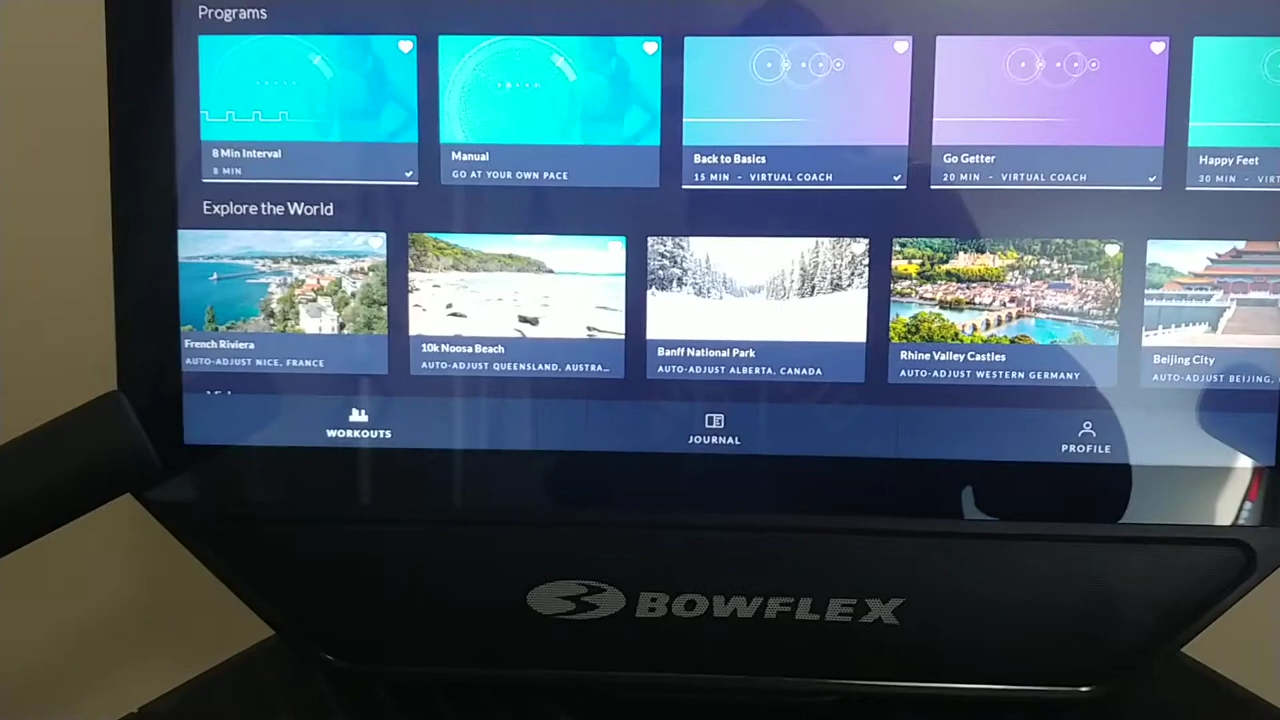 Programs
8 Min Interval
8 MIN
Manual
GO AT YOUR OWN PACE
Back to Basics
15 MIN - VIRTUAL COACH
Go Getter
20 MIN - VIRTUAL COACH
Happy Feet
30 MIN -
Explore the World
French Riviera
AUTO-ADJUST NICE, FRANCE
10k Noosa Beach
AUTO-ADJUST QUEENSLAND, AUSTRA...
Banff National Park
AUTO-ADJUST ALBERTA, CANADA
Rhine Valley Castles
AUTO-ADJUST WESTERN GERMANY
Beijing City
AUTO-ADJUST BEIJING,
WORKOUTS
JOURNAL
PROFILE
BOWFLEX